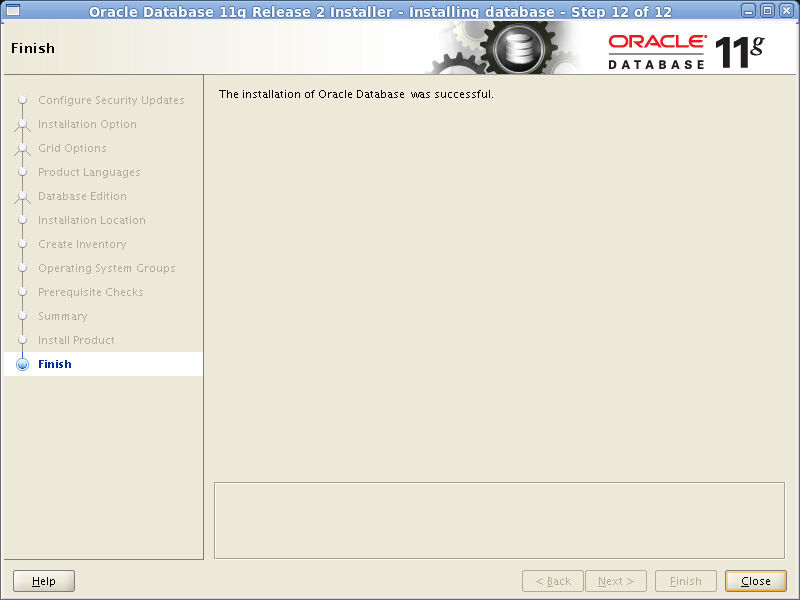 Oracle Database 11g Release 2 Installer - Installing database - Step 12 of 12
Finish
ORACLE®
DATABASE 11g
Configure Security Updates
Installation Option
Grid Options
Product Languages
Database Edition
Installation Location
Create Inventory
Operating System Groups
Prerequisite Checks
Summary
Install Product
Finish
The installation of Oracle Database was successful.
Help
< Back
Next >
Finish
Close